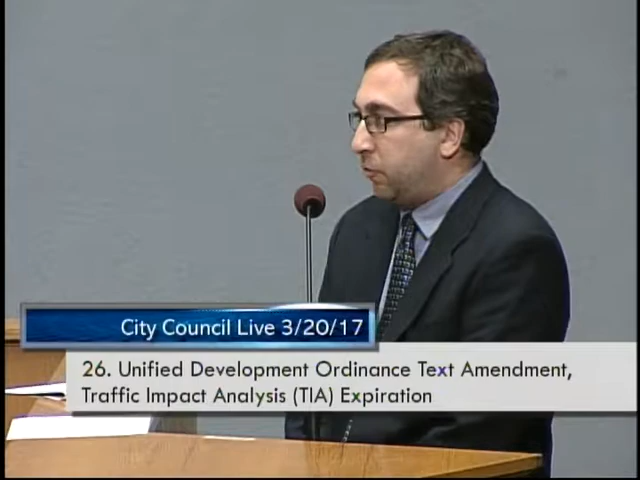 City Council Live 3/20/17
26. Unified Development Ordinance Text Amendment,
Traffic Impact Analysis (TIA) Expiration